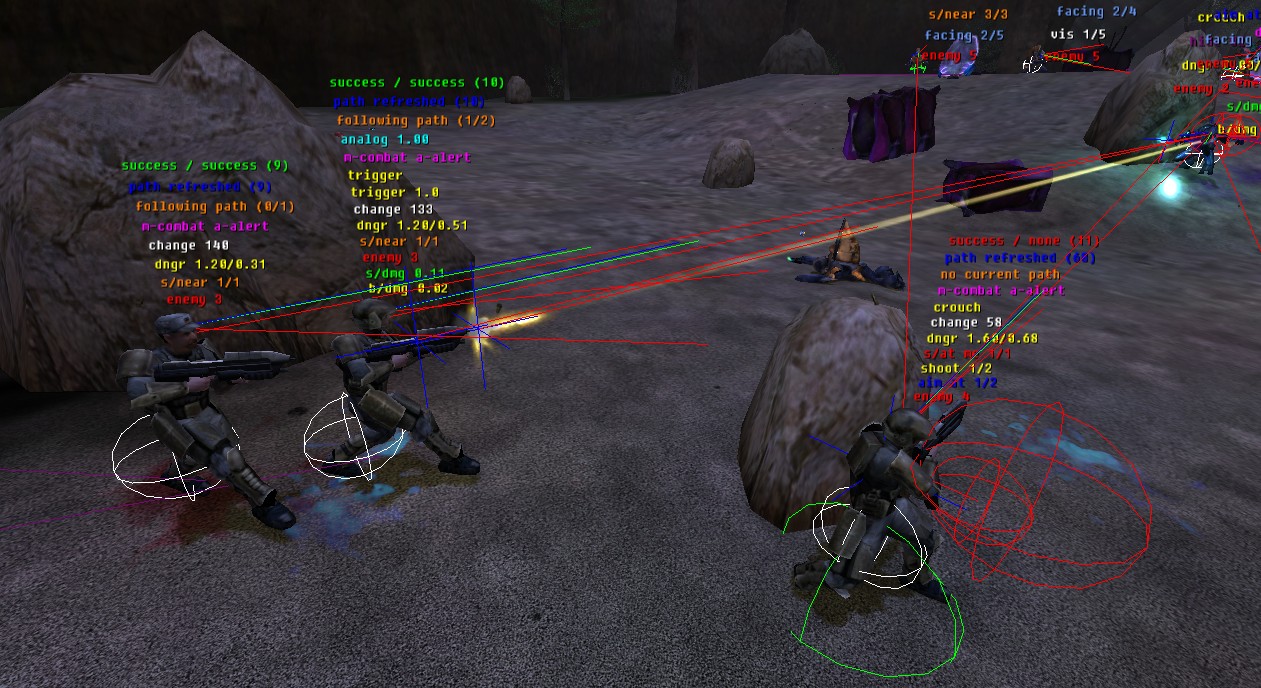 success / success (9)
path refreshed (9)
following path (0/1)
m-combat a-alert
change 140
dngr 1.20/0.31
s/near 1/1
enemy 3
success / success (10)
path refreshed (10)
following path (1/2)
analog 1.00
m-combat a-alert
trigger
trigger 1.0
change 133
dngr 1.20/0.51
s/near 1/1
enemy 3
s/dmg 0.11
b/dmg 0.02
success / none (11)
path refreshed (60)
no current path
m-combat a-alert
crouch
change 58
dngr 1.60/0.68
s/at me 1/1
shoot 1/2
aim at 1/2
enemy 4
s/near 3/3
facing 2/5
enemy 5
facing 2/4
vis 1/5
enemy 5
crouch
facing
enemy 2
s/dmg
b/dmg